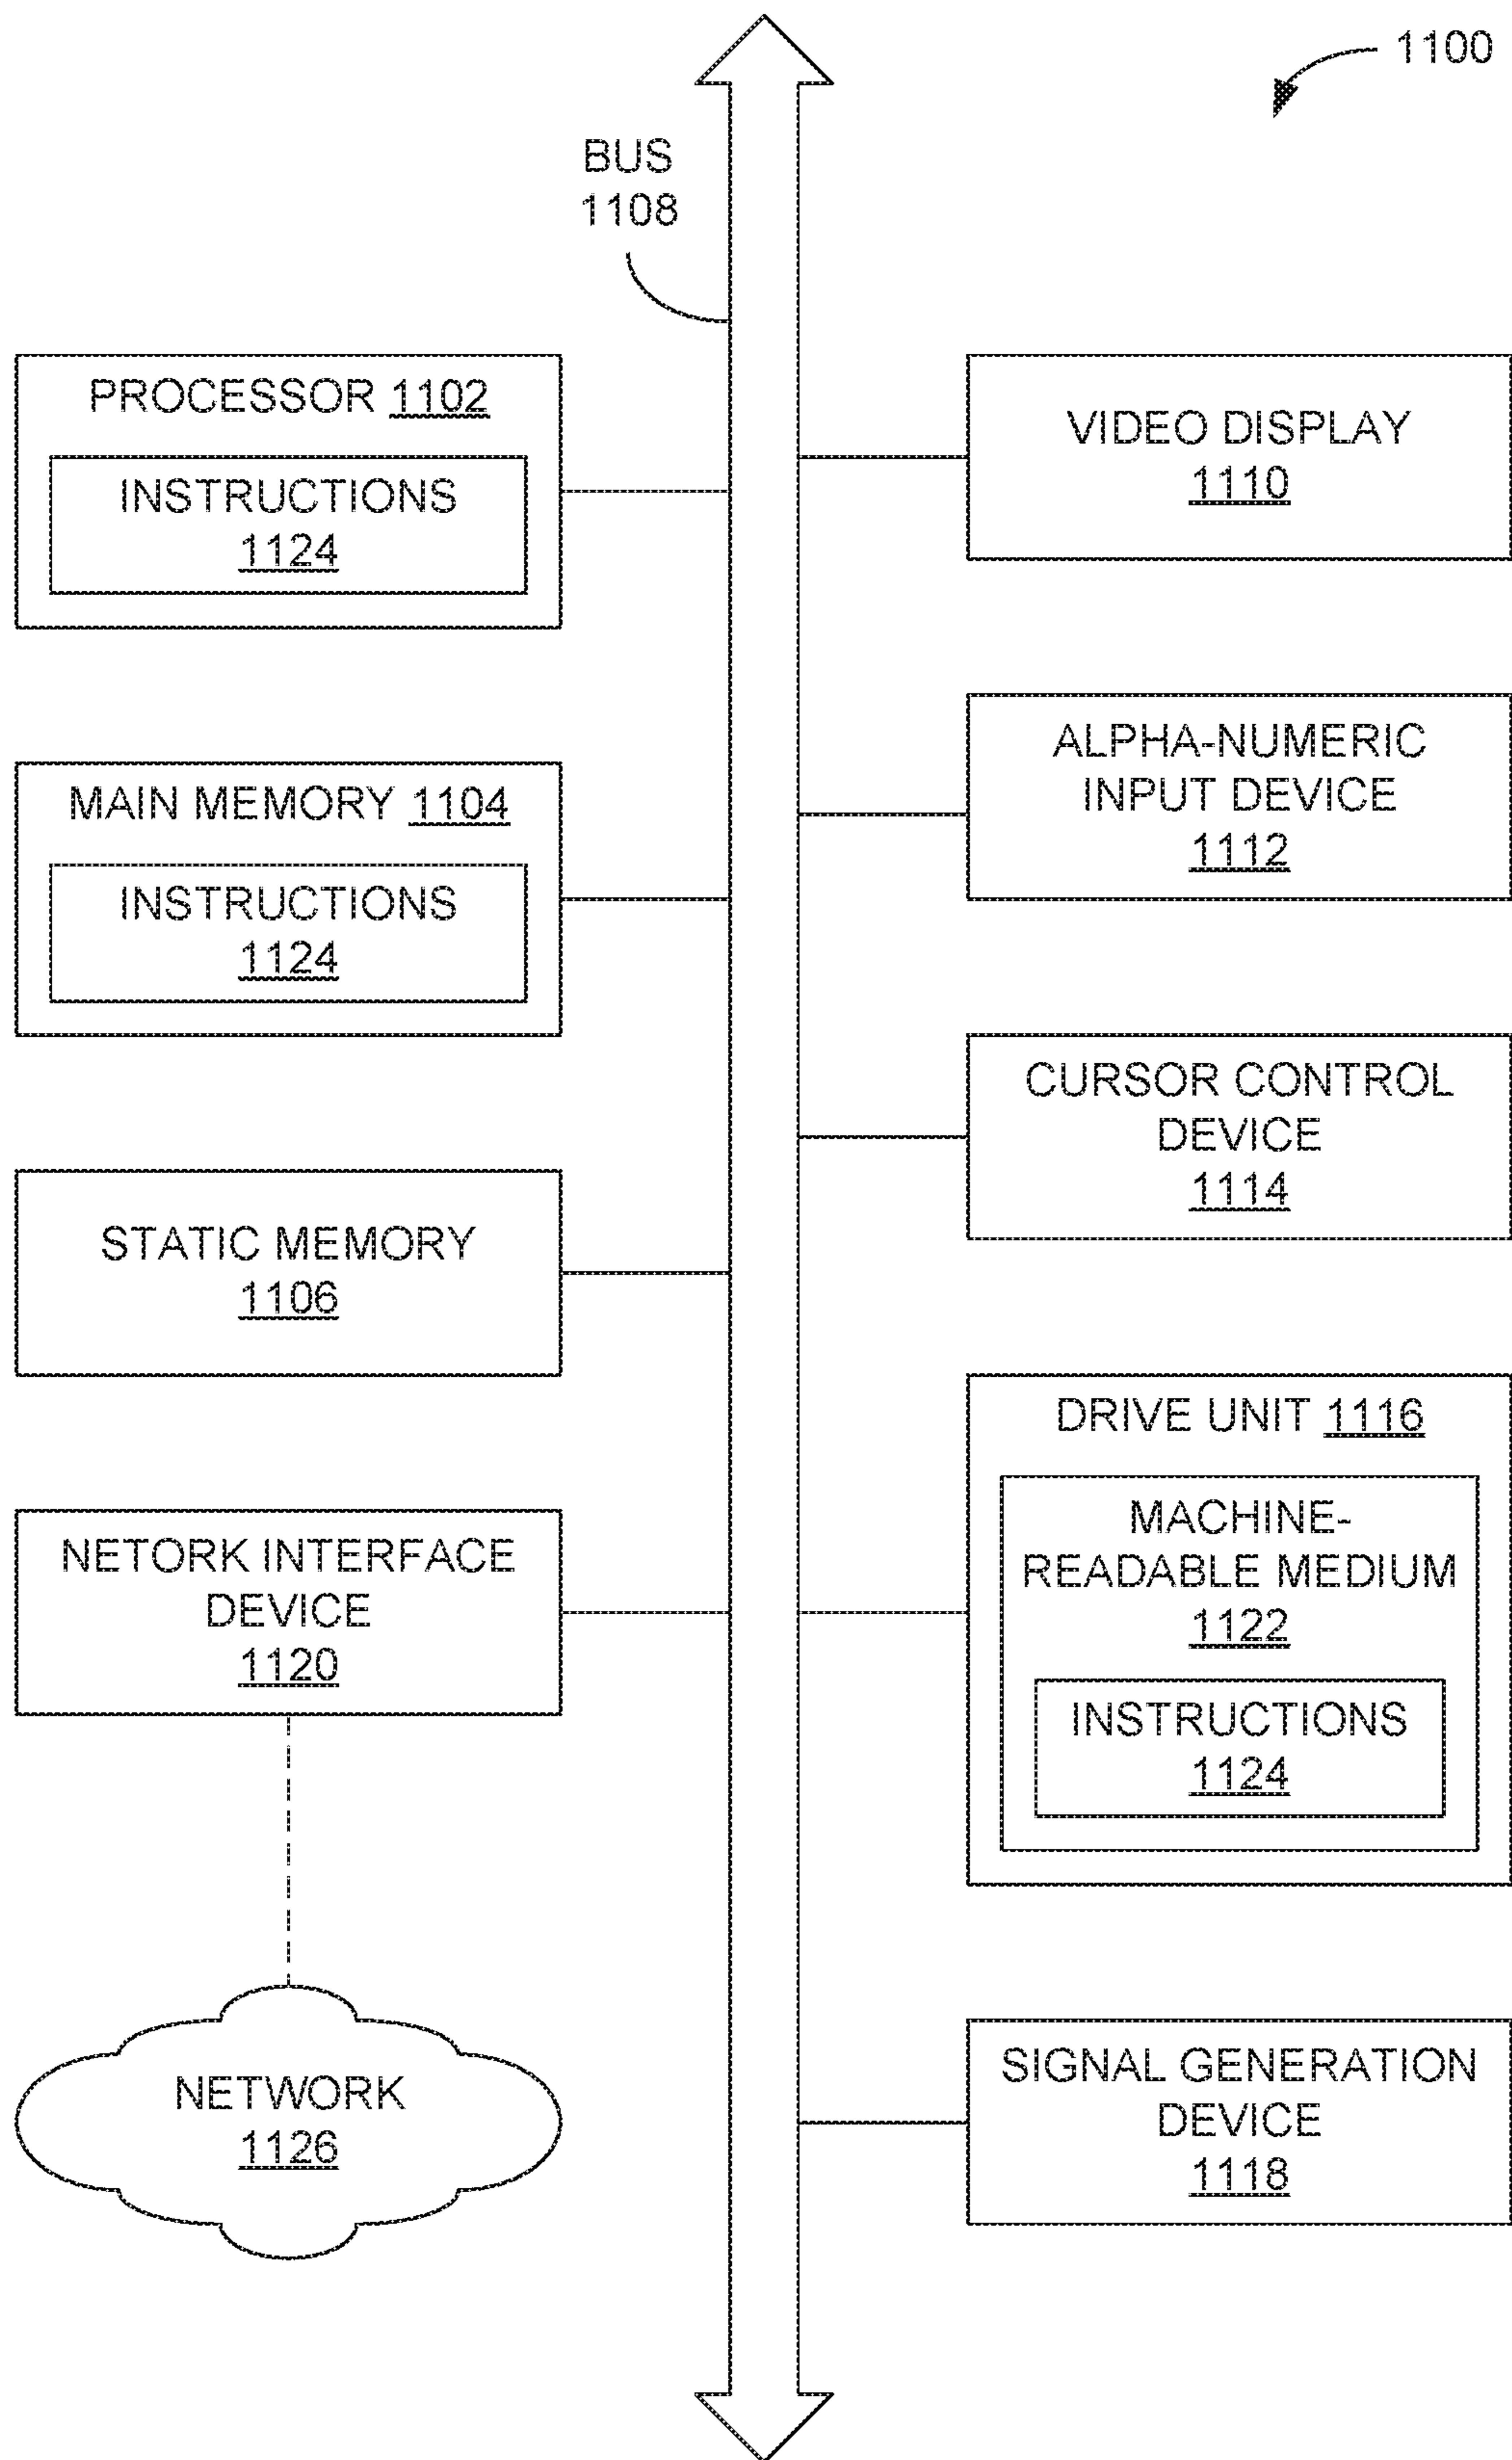 1100
BUS
1108
PROCESSOR 1102
INSTRUCTIONS
1124
MAIN MEMORY 1104
INSTRUCTIONS
1124
STATIC MEMORY
1106
NETORK INTERFACE
DEVICE
1120
NETWORK
1126
VIDEO DISPLAY
1110
ALPHA-NUMERIC
INPUT DEVICE
1112
CURSOR CONTROL
DEVICE
1114
DRIVE UNIT 1116
MACHINE-
READABLE MEDIUM
1122
INSTRUCTIONS
1124
SIGNAL GENERATION
DEVICE
1118